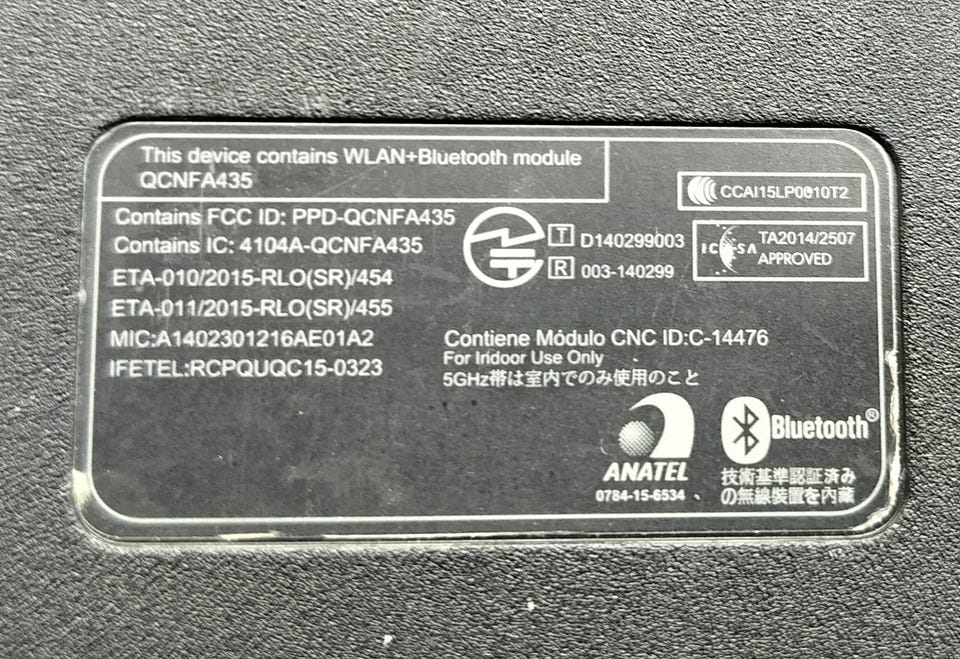 This device contains WLAN+Bluetooth module
QCNFA435
CCAI15LP0010T2
Contains FCC ID: PPD-QCNFA435
Contains IC: 4104A-QCNFA435
ETA-010/2015-RLO(SR)/454
ETA-011/2015-RLO(SR)/455
MIC:A1402301216AE01A2
IFETEL:RCPQUQC15-0323
T D140299003
R 003-140299
ICASA TA2014/2507
APPROVED
Contiene Módulo CNC ID:C-14476
For Indoor Use Only
5GHz帯は室内でのみ使用のこと
ANATEL
0784-15-6534
Bluetooth®
技術基準認証済み
の無線装置を内蔵